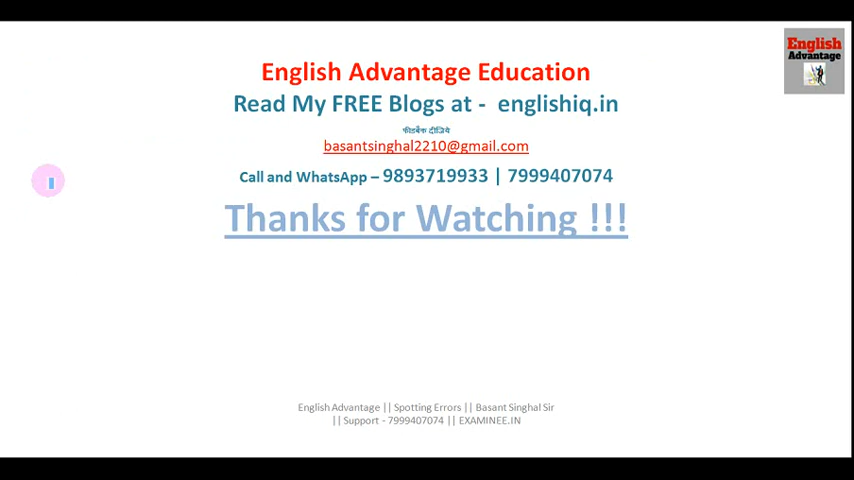 English Advantage Education
English
Advantage
Read My FREE Blogs at -  englishiq.in
फीडबैक दीजिये
basantsinghal2210@gmail.com
Call and WhatsApp – 9893719933 | 7999407074
Thanks for Watching !!!
English Advantage || Spotting Errors || Basant Singhal Sir
|| Support - 7999407074 || EXAMINEE.IN